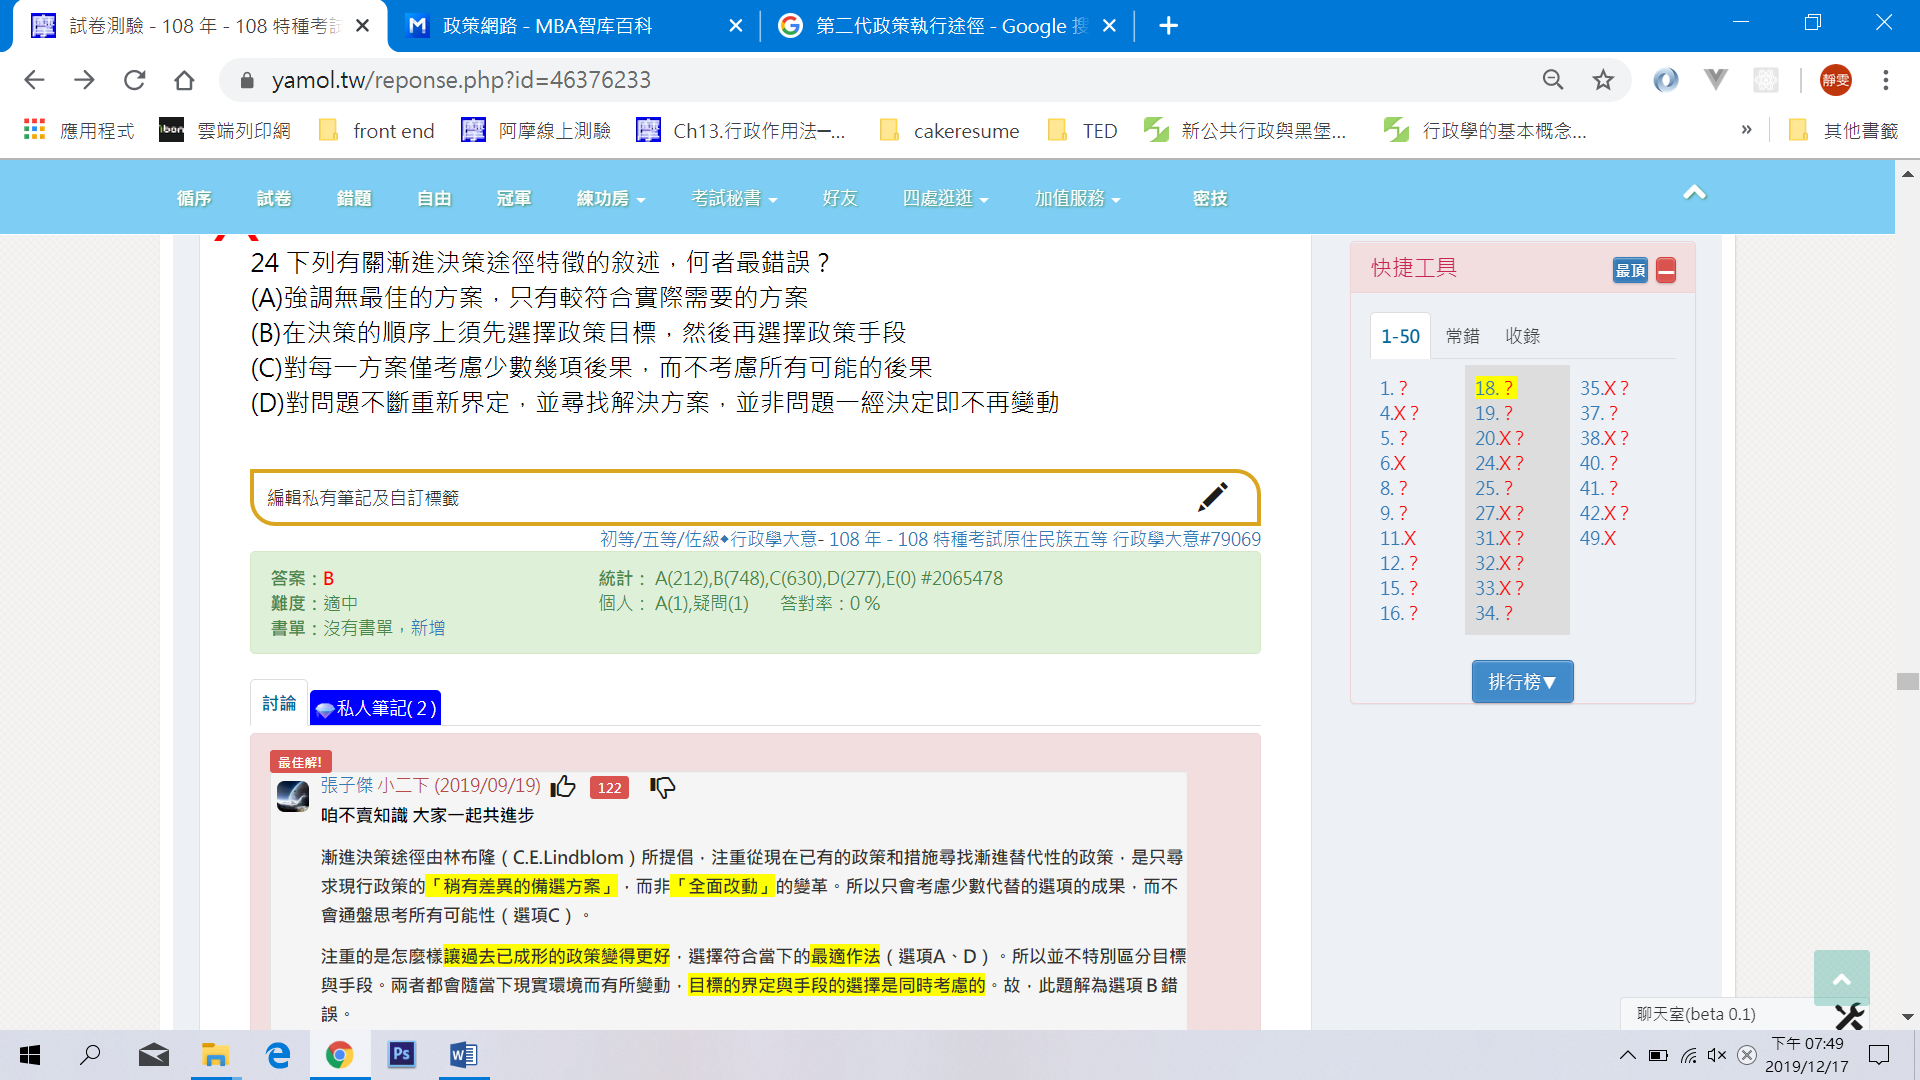 試卷測驗 - 108 年 - 108 特種考試
政策網路 - MBA智库百科
第二代政策執行途徑 - Google 搜
yamol.tw/reponse.php?id=46376233
靜雯
應用程式
ibon
雲端列印網
front end
阿摩線上測驗
Ch13.行政作用法─...
cakeresume
TED
新公共行政與黑堡...
行政學的基本概念...
»
其他書籤
循序
試卷
錯題
自由
冠軍
練功房
考試秘書
好友
四處逛逛
加值服務
密技
24 下列有關漸進決策途徑特徵的敘述，何者最錯誤？
(A)強調無最佳的方案，只有較符合實際需要的方案
(B)在決策的順序上須先選擇政策目標，然後再選擇政策手段
(C)對每一方案僅考慮少數幾項後果，而不考慮所有可能的後果
(D)對問題不斷重新界定，並尋找解決方案，並非問題一經決定即不再變動
編輯私有筆記及自訂標籤
初等/五等/佐級◆行政學大意- 108 年 - 108 特種考試原住民族五等 行政學大意#79069
答案：B
難度：適中
書單：沒有書單，新增
統計： A(212),B(748),C(630),D(277),E(0) #2065478
個人： A(1),疑問(1) 答對率：0 %
討論
私人筆記( 2 )
最佳解!
張子傑 小二下 (2019/09/19)
122
咱不賣知識 大家一起共進步
漸進決策途徑由林布隆（C.E.Lindblom）所提倡，注重從現在已有的政策和措施尋找漸進替代性的政策，是只尋
求現行政策的「稍有差異的備選方案」，而非「全面改動」的變革。所以只會考慮少數代替的選項的成果，而不
會通盤思考所有可能性（選項C）。
注重的是怎麼樣讓過去已成形的政策變得更好，選擇符合當下的最適作法（選項A、D）。所以並不特別區分目標
與手段。兩者都會隨當下現實環境而有所變動，目標的界定與手段的選擇是同時考慮的。故，此題解為選項Ｂ錯
誤。
快捷工具
最頂
1-50
常錯
收錄
1. ?
4.X ?
5. ?
6.X
8. ?
9. ?
11.X
12. ?
15. ?
16. ?
18. ?
19. ?
20.X ?
24.X ?
25. ?
27.X ?
31.X ?
32.X ?
33.X ?
34. ?
35.X ?
37. ?
38.X ?
40. ?
41. ?
42.X ?
49.X
排行榜▼
聊天室(beta 0.1)
Ps
下午 07:49
2019/12/17